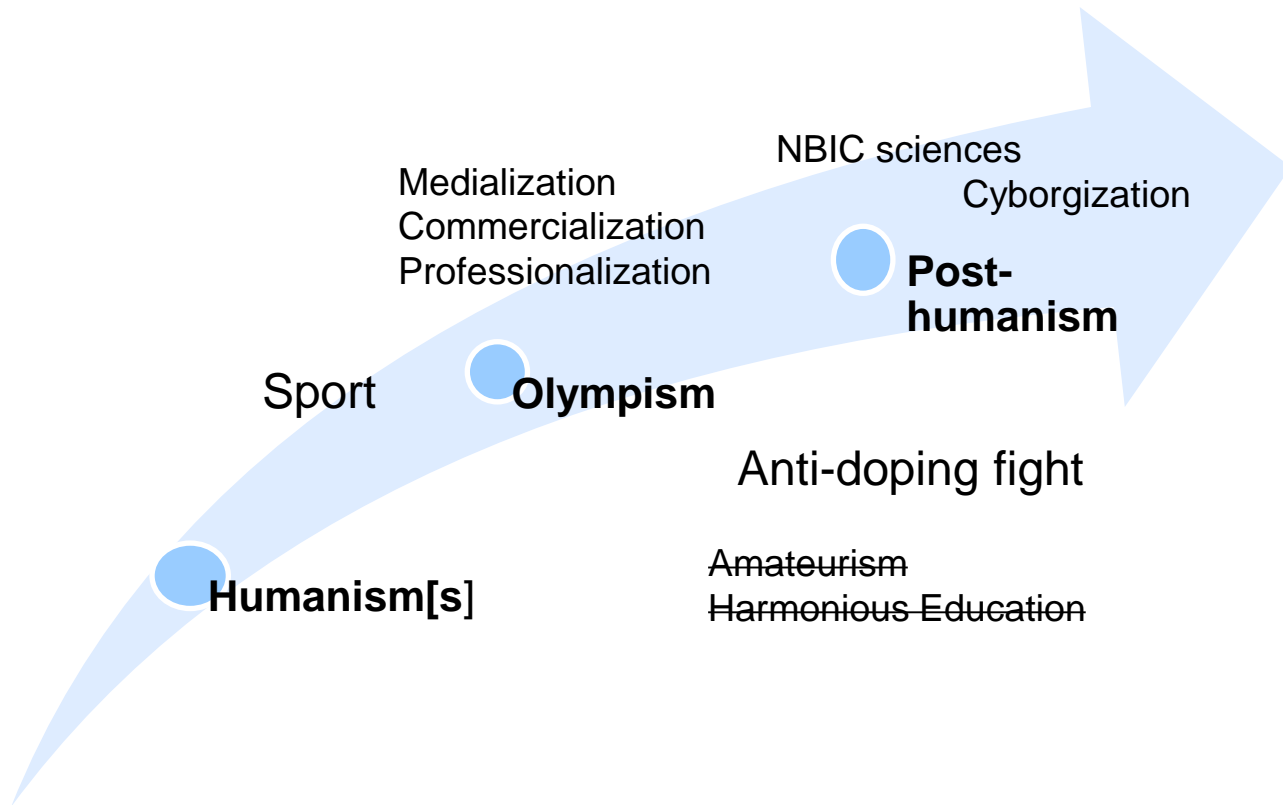 NBIC sciences
Cyborgization
Medialization
Commercialization
Professionalization
Post-
humanism
Sport
Olympism
Anti-doping fight
Amateurism
Harmonious Education
Humanism[s]